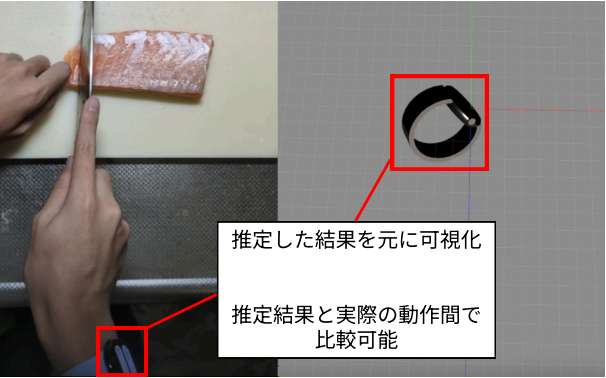 推定した結果を元に可視化
推定結果と実際の動作間で
比較可能